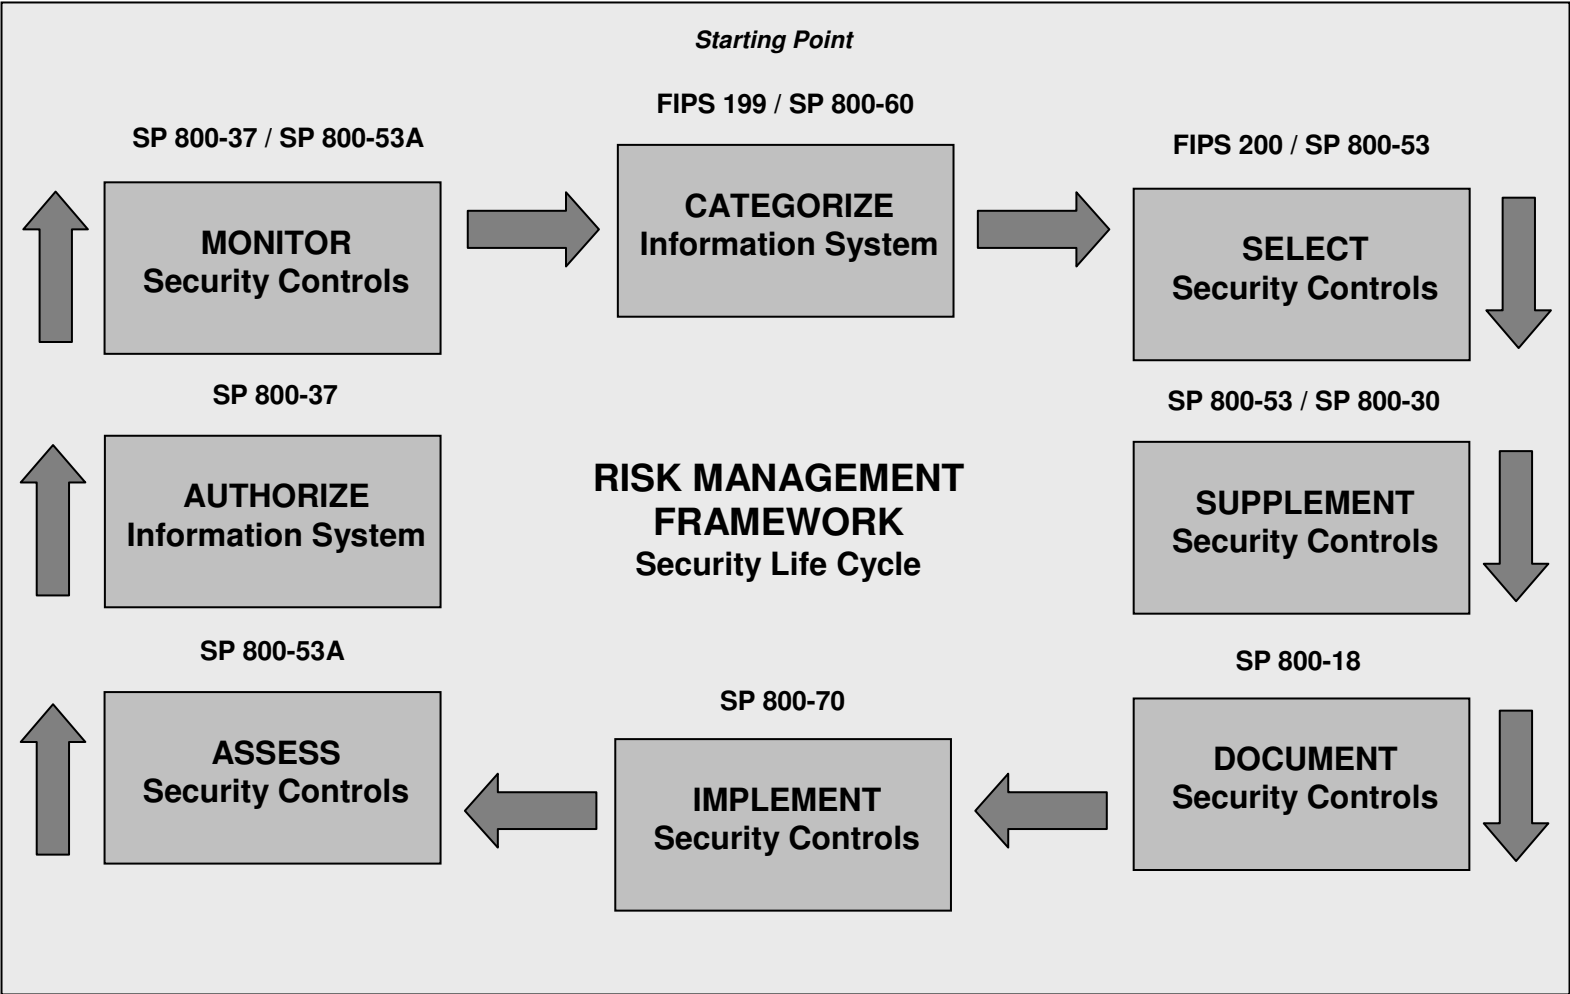 Starting Point
FIPS 199 / SP 800-60
CATEGORIZE
Information System
FIPS 200 / SP 800-53
SELECT
Security Controls
SP 800-53 / SP 800-30
SUPPLEMENT
Security Controls
SP 800-18
DOCUMENT
Security Controls
SP 800-70
IMPLEMENT
Security Controls
SP 800-53A
ASSESS
Security Controls
SP 800-37
AUTHORIZE
Information System
SP 800-37 / SP 800-53A
MONITOR
Security Controls
RISK MANAGEMENT
FRAMEWORK
Security Life Cycle